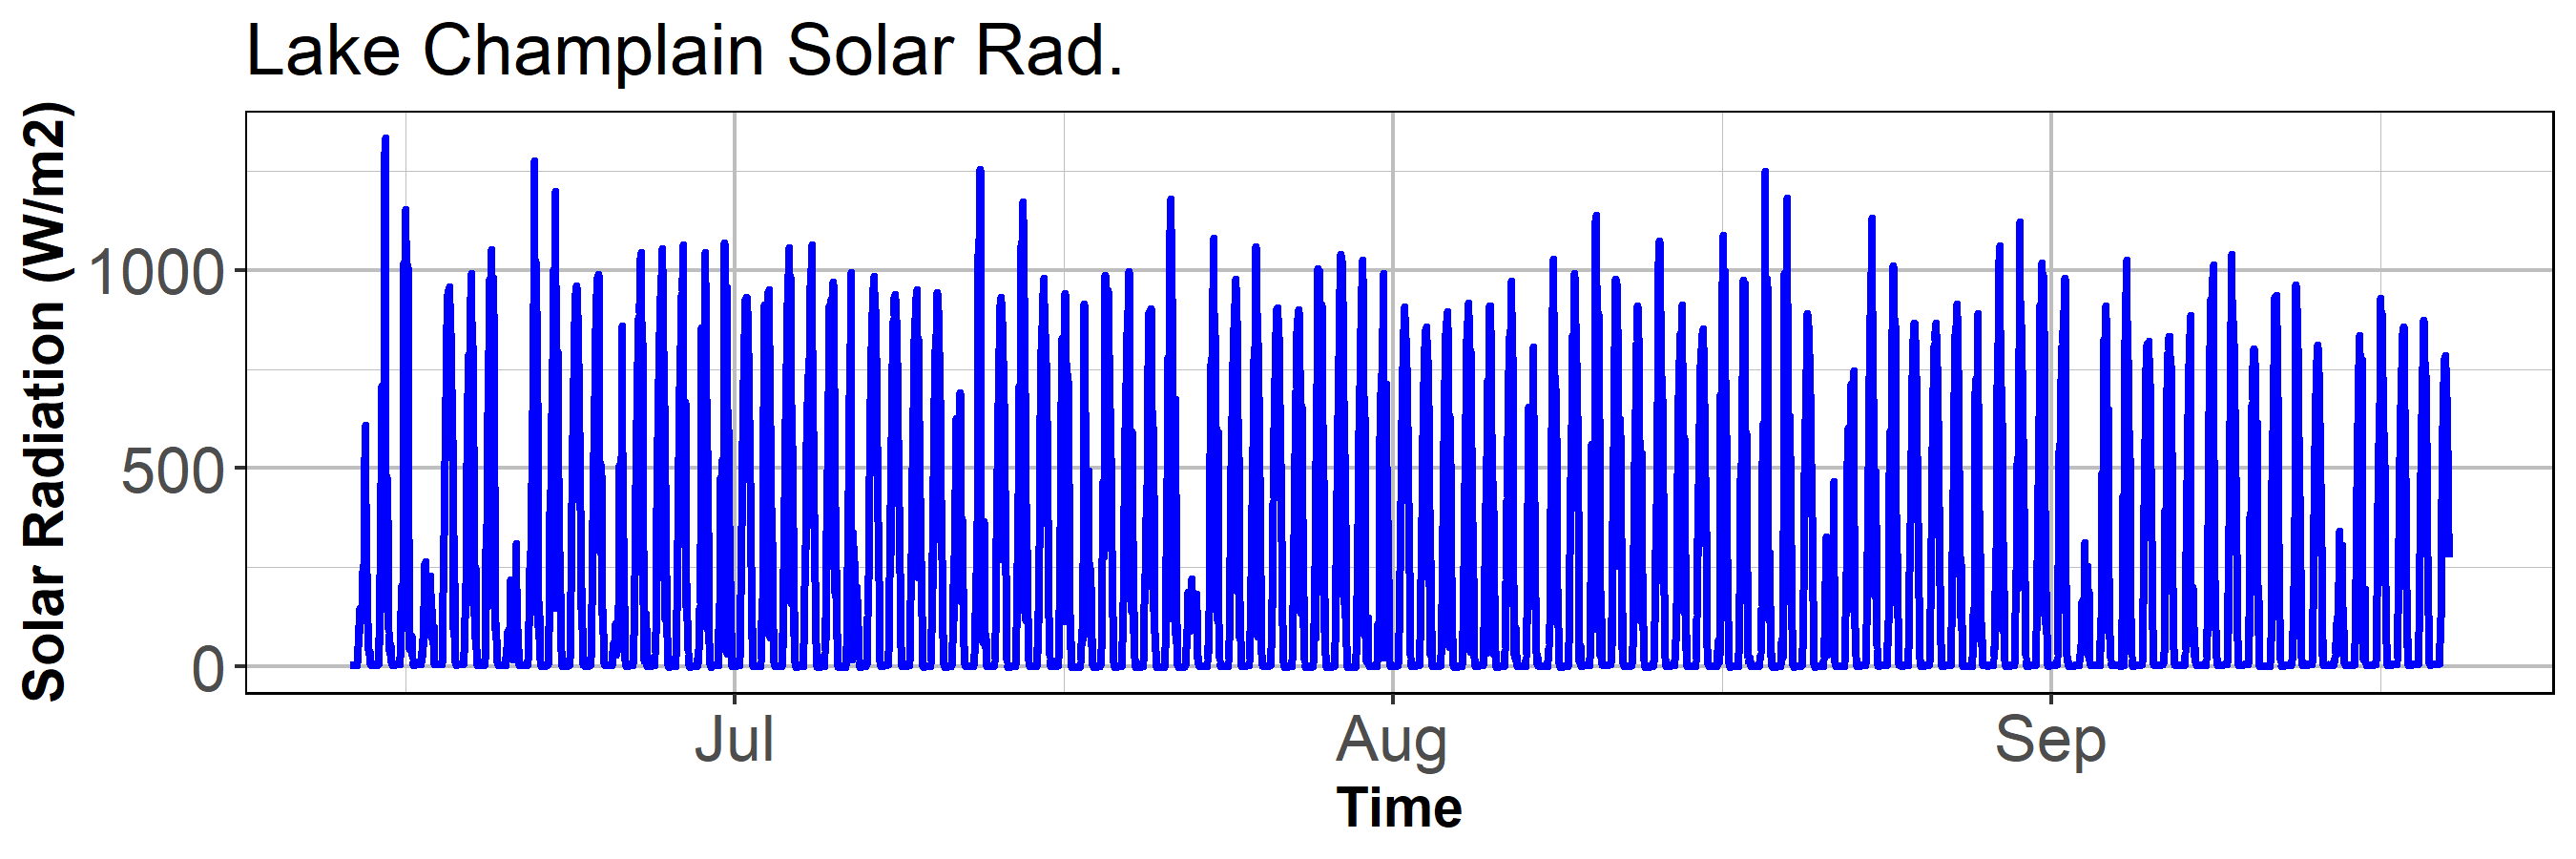 Lake Champlain Solar Rad.
Solar Radiation (W/m2)
1000
500
0
Jul Aug Sep
Time